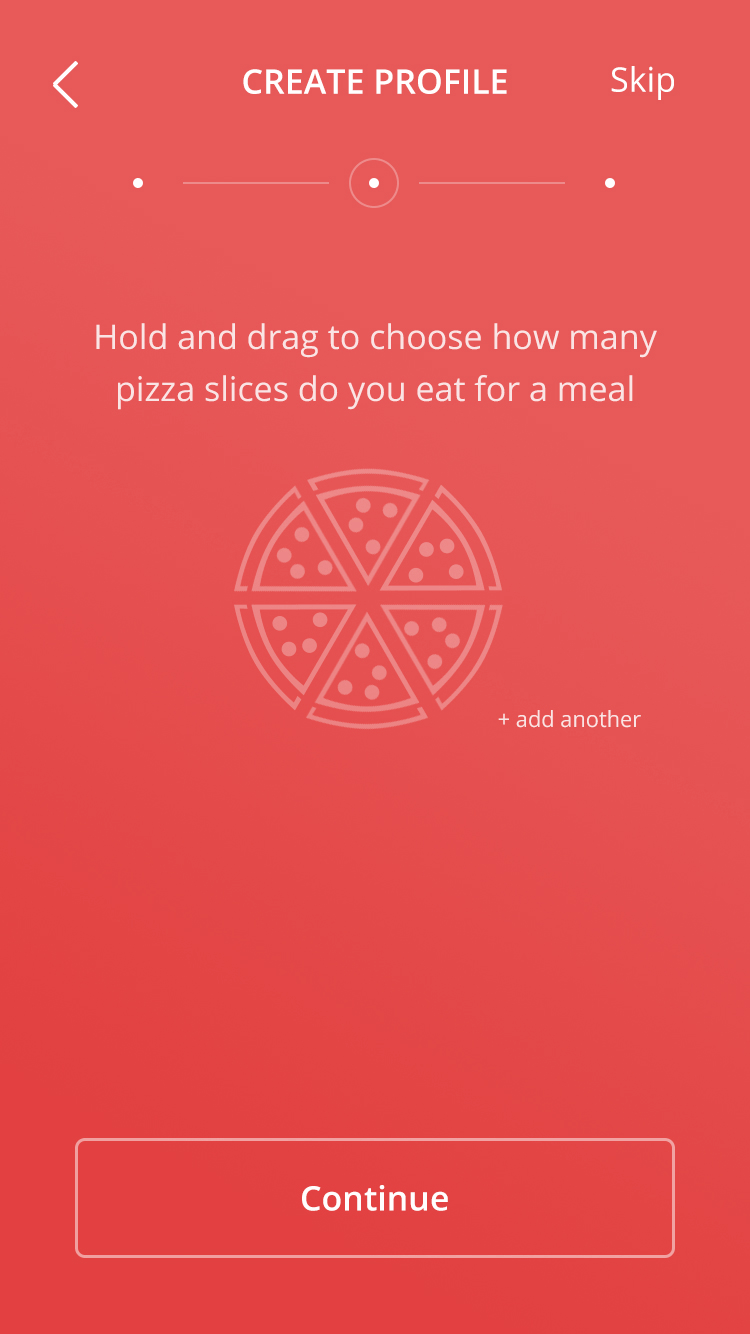 CREATE PROFILE
Skip
Hold and drag to choose how many
pizza slices do you eat for a meal
+ add another
Continue